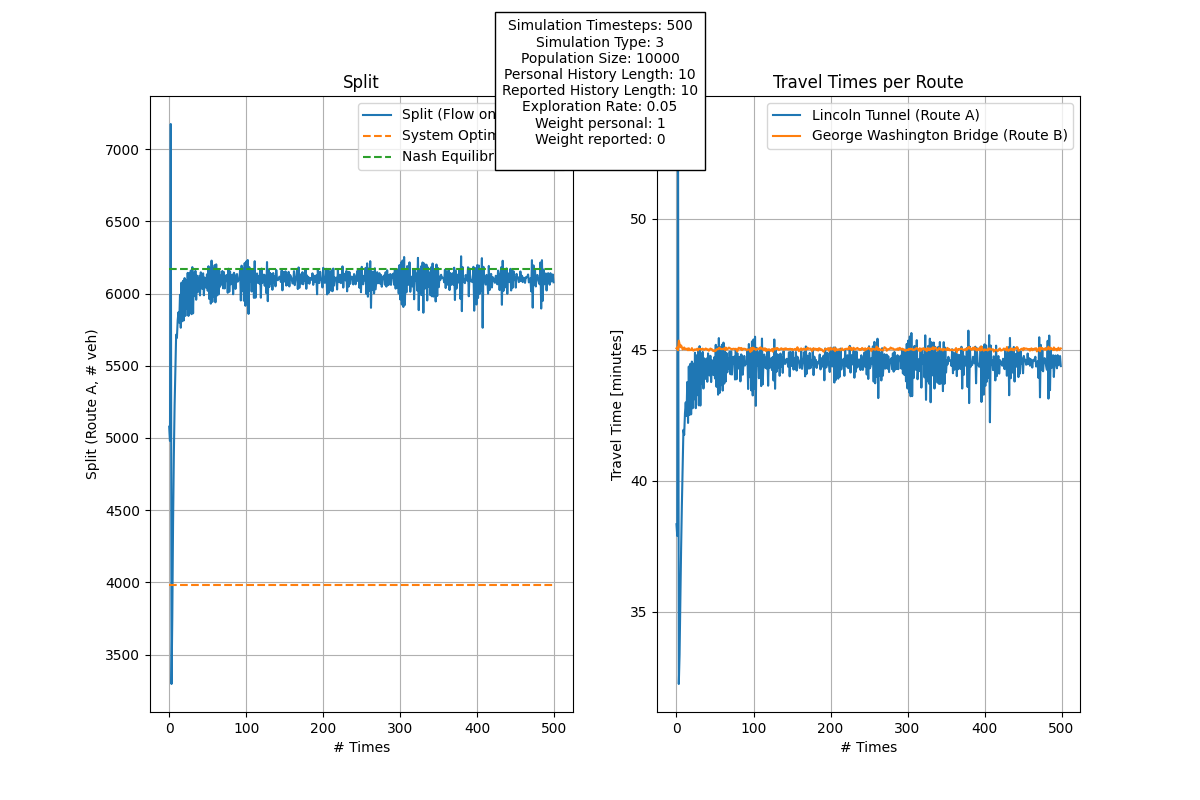 Simulation Timesteps: 500
Simulation Type: 3
Population Size: 10000
Personal History Length: 10
Reported History Length: 10
Exploration Rate: 0.05
Weight personal: 1
Weight reported: 0
Split
Split (Flow on
System Optim
Nash Equilibr
7000
6500
6000
5500
5000
4500
4000
3500
Split (Route A, # veh)
0 100 200 300 400 500
# Times
Travel Times per Route
Lincoln Tunnel (Route A)
George Washington Bridge (Route B)
50
45
40
35
Travel Time [minutes]
0 100 200 300 400 500
# Times